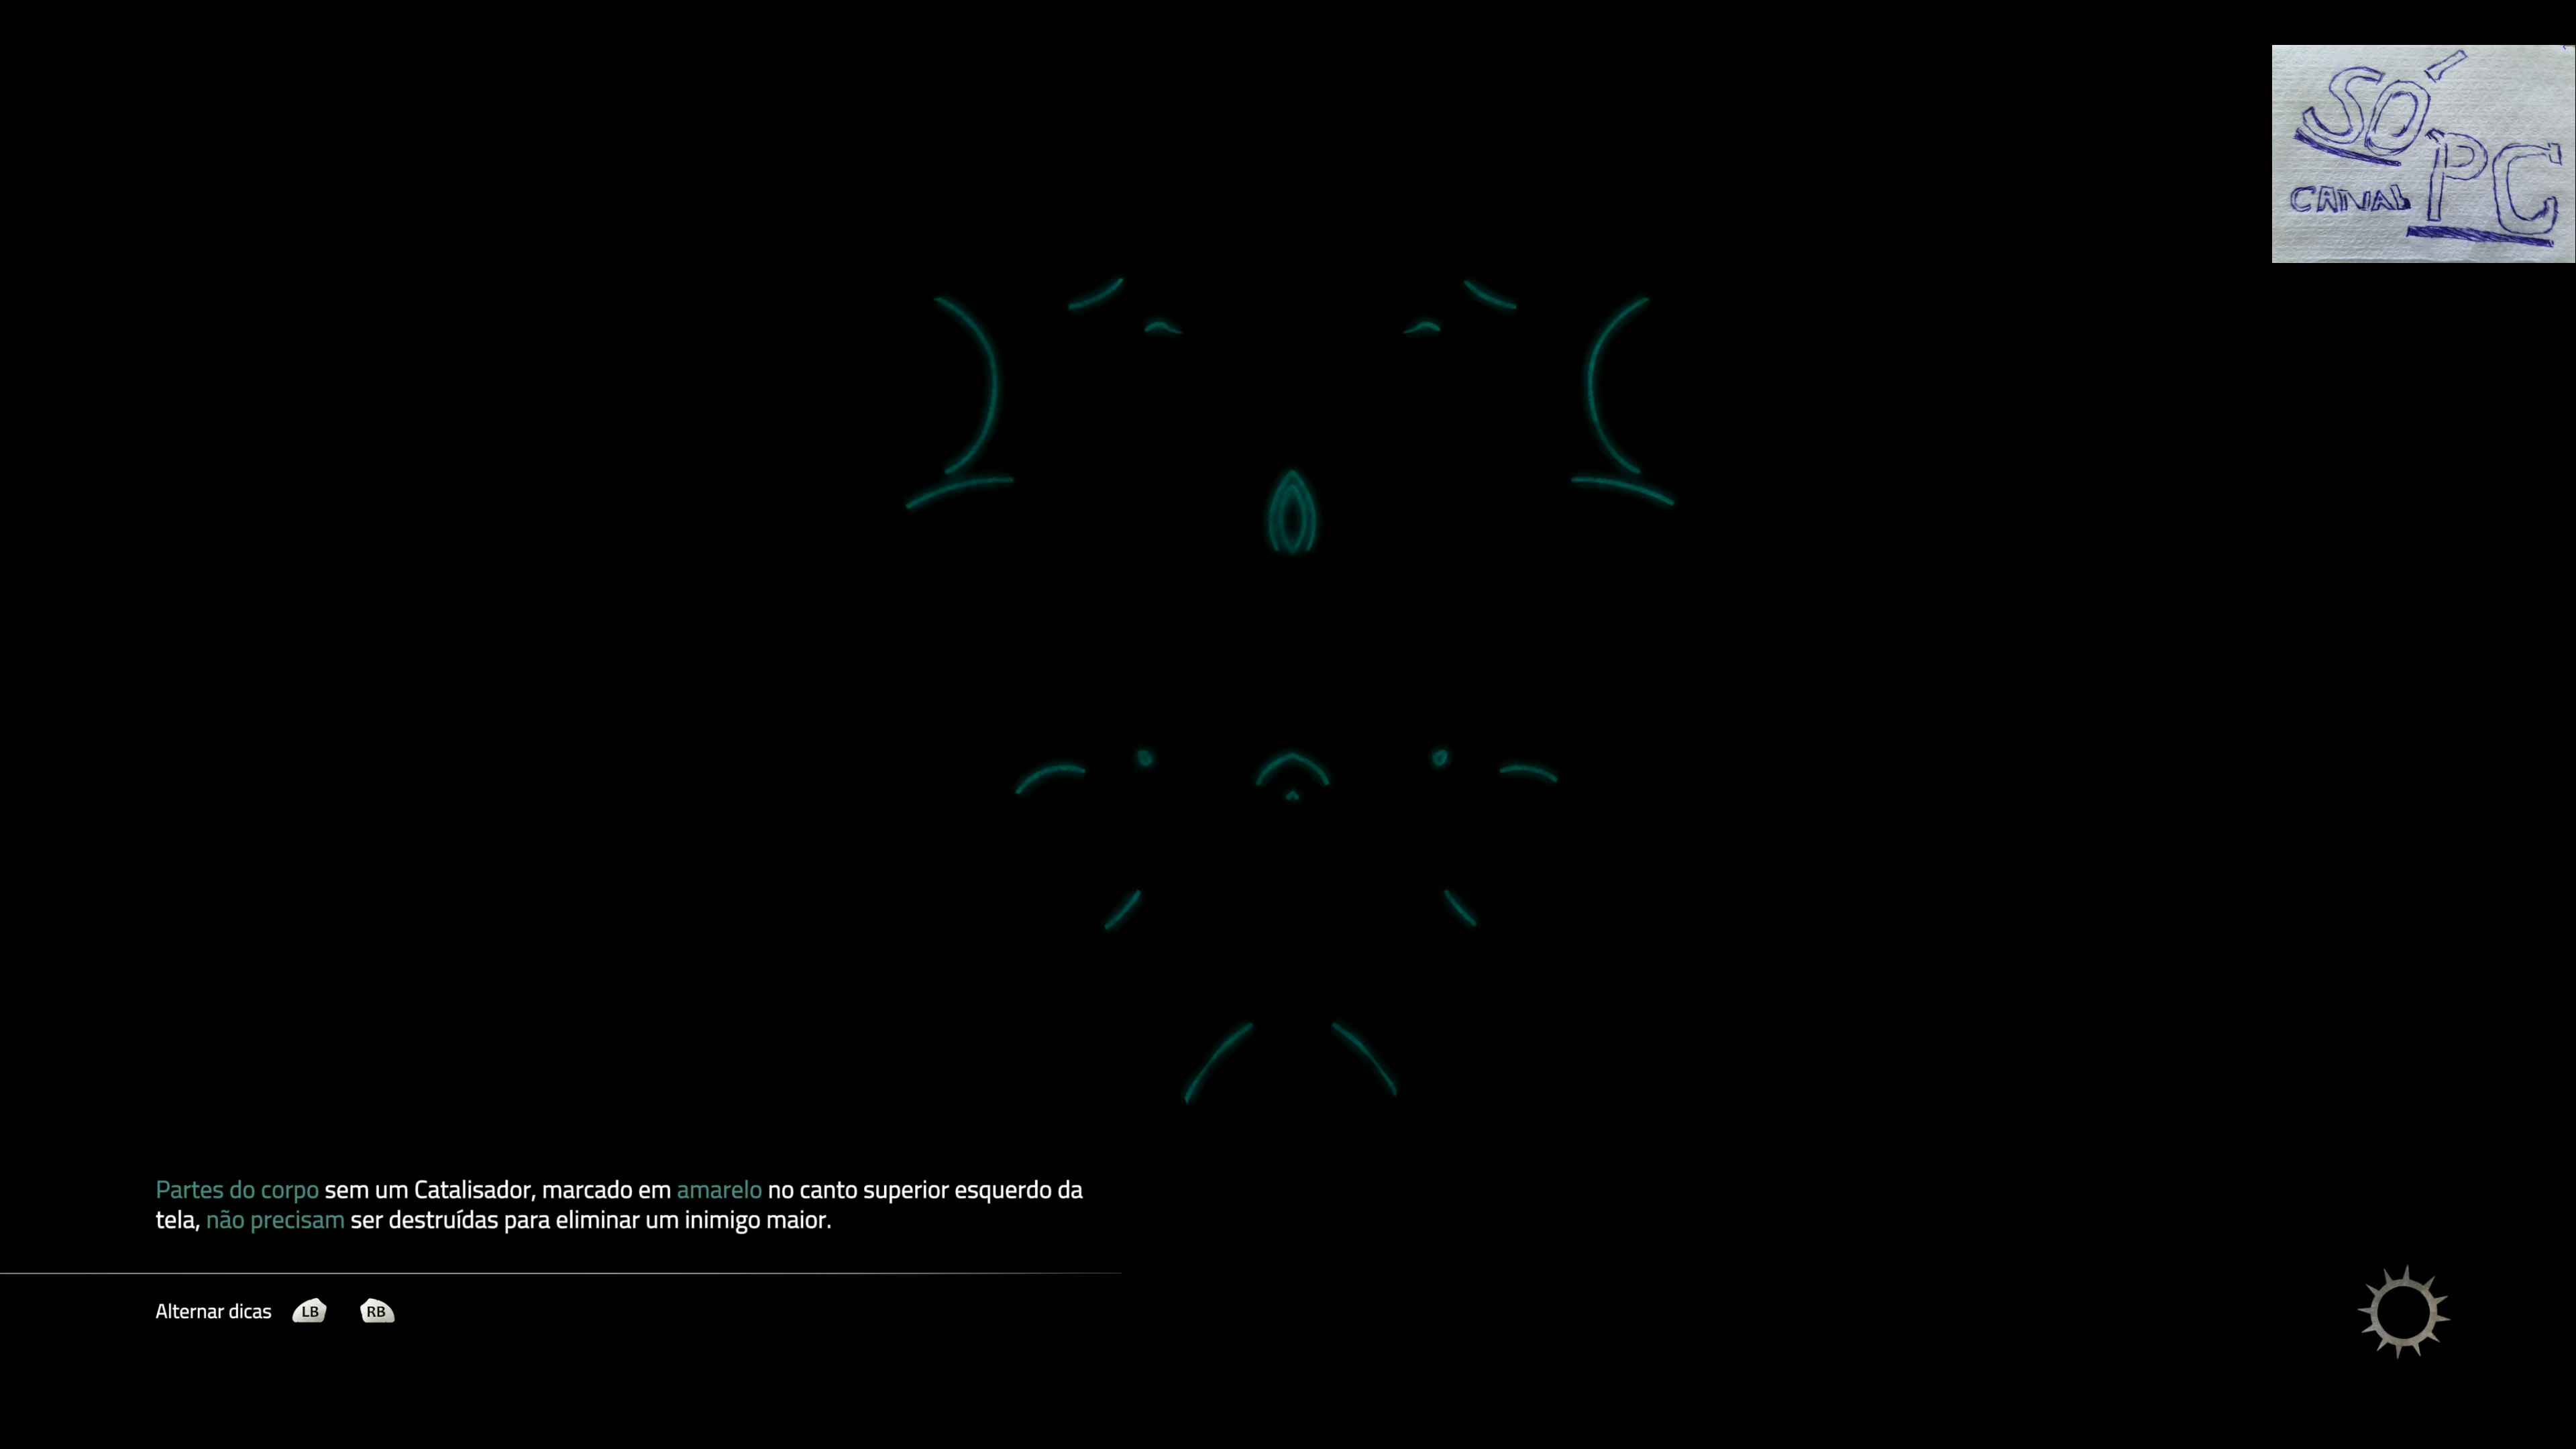 SÓ
PC
CANAL
Partes do corpo sem um Catalisador, marcado em amarelo no canto superior esquerdo da
tela, não precisam ser destruídas para eliminar um inimigo maior.
Alternar dicas LB RB